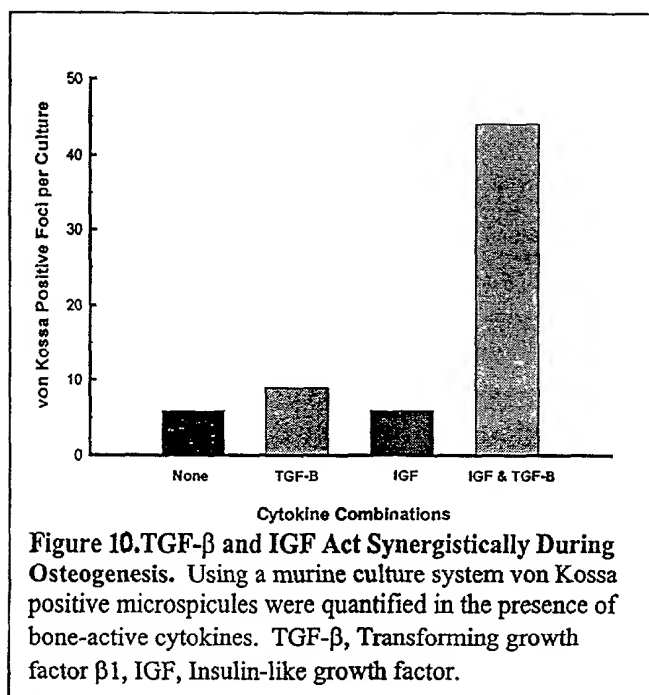 50
40
30
20
10
0
von Kossa Positive Foci per Culture
None TGF-B IGF IGF & TGF-B
Cytokine Combinations
Figure 10.TGF-β and IGF Act Synergistically During
Osteogenesis. Using a murine culture system von Kossa
positive microspicules were quantified in the presence of
bone-active cytokines. TGF-β, Transforming growth
factor β1, IGF, Insulin-like growth factor.